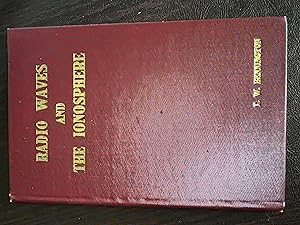 RADIO WAVES
AND
THE IONOSPHERE
T. W. BENNINGTON